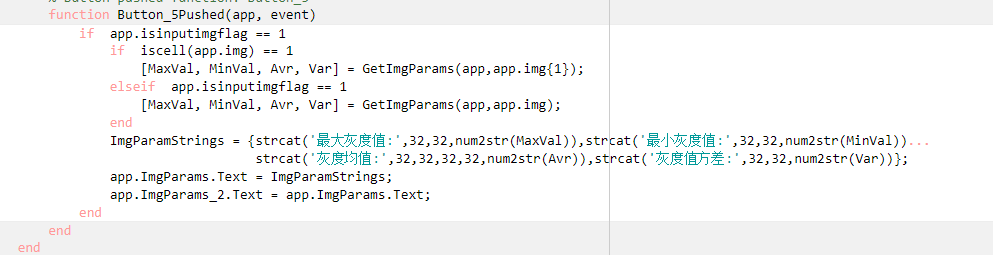 % Button pushed function: Button_5
function Button_5Pushed(app, event)
if app.isinputimgflag == 1
if iscell(app.img) == 1
[MaxVal, MinVal, Avr, Var] = GetImgParams(app,app.img{1});
elseif app.isinputimgflag == 1
[MaxVal, MinVal, Avr, Var] = GetImgParams(app,app.img);
end
ImgParamStrings = {strcat('最大灰度值:',32,32,num2str(MaxVal)),strcat('最小灰度值:',32,32,num2str(MinVal))...
strcat('灰度均值:',32,32,32,32,num2str(Avr)),strcat('灰度值方差:',32,32,num2str(Var))};
app.ImgParams.Text = ImgParamStrings;
app.ImgParams_2.Text = app.ImgParams.Text;
end
end
end